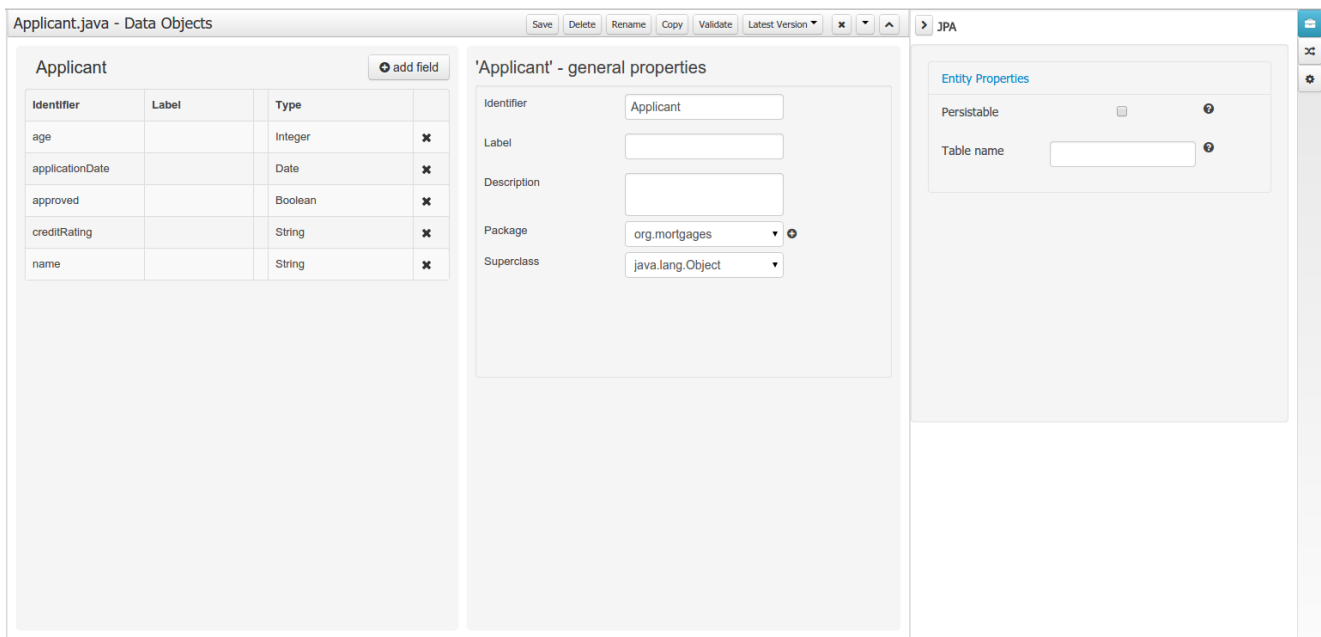 Applicant.java - Data Objects
Save Delete Rename Copy Validate Latest Version
JPA
Applicant
add field
Identifier Label Type
age Integer
applicationDate Date
approved Boolean
creditRating String
name String
'Applicant' - general properties
Identifier Applicant
Label
Description
Package org.mortgages
Superclass java.lang.Object
Entity Properties
Persistable
Table name